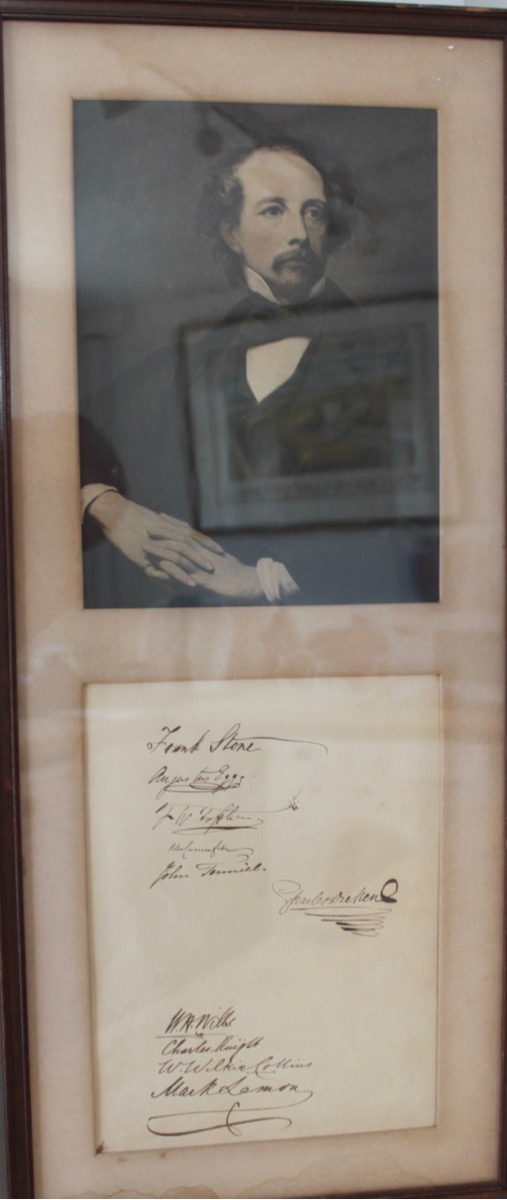 Frank Stone
Augustus Egg
F W Topham
John Tenniel.
Charles Dickens
W. H. Wills
Charles Knight
W Wilkie Collins
Mark Lemon